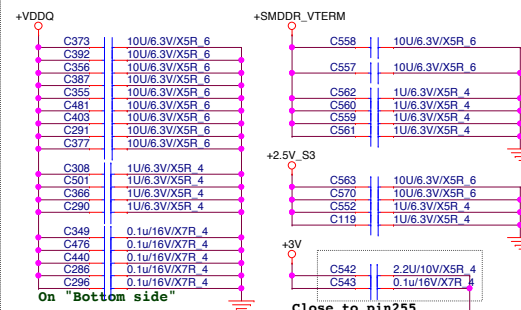 +VDDQ
C373 10U/6.3V/X5R_6
C392 10U/6.3V/X5R_6
C356 10U/6.3V/X5R_6
C387 10U/6.3V/X5R_6
C355 10U/6.3V/X5R_6
C481 10U/6.3V/X5R_6
C403 10U/6.3V/X5R_6
C291 10U/6.3V/X5R_6
C377 10U/6.3V/X5R_6
C308 1U/6.3V/X5R_4
C501 1U/6.3V/X5R_4
C366 1U/6.3V/X5R_4
C290 1U/6.3V/X5R_4
C349 0.1u/16V/X7R_4
C476 0.1u/16V/X7R_4
C440 0.1u/16V/X7R_4
C286 0.1u/16V/X7R_4
C296 0.1u/16V/X7R_4
On "Bottom side"
+SMDDR_VTERM
C558 10U/6.3V/X5R_6
C557 10U/6.3V/X5R_6
C562 1U/6.3V/X5R_4
C560 1U/6.3V/X5R_4
C559 1U/6.3V/X5R_4
C561 1U/6.3V/X5R_4
+2.5V_S3
C563 10U/6.3V/X5R_6
C570 10U/6.3V/X5R_6
C552 1U/6.3V/X5R_4
C119 1U/6.3V/X5R_4
+3V
C542 2.2U/10V/X5R_4
C543 0.1u/16V/X7R_4
Close to pin255